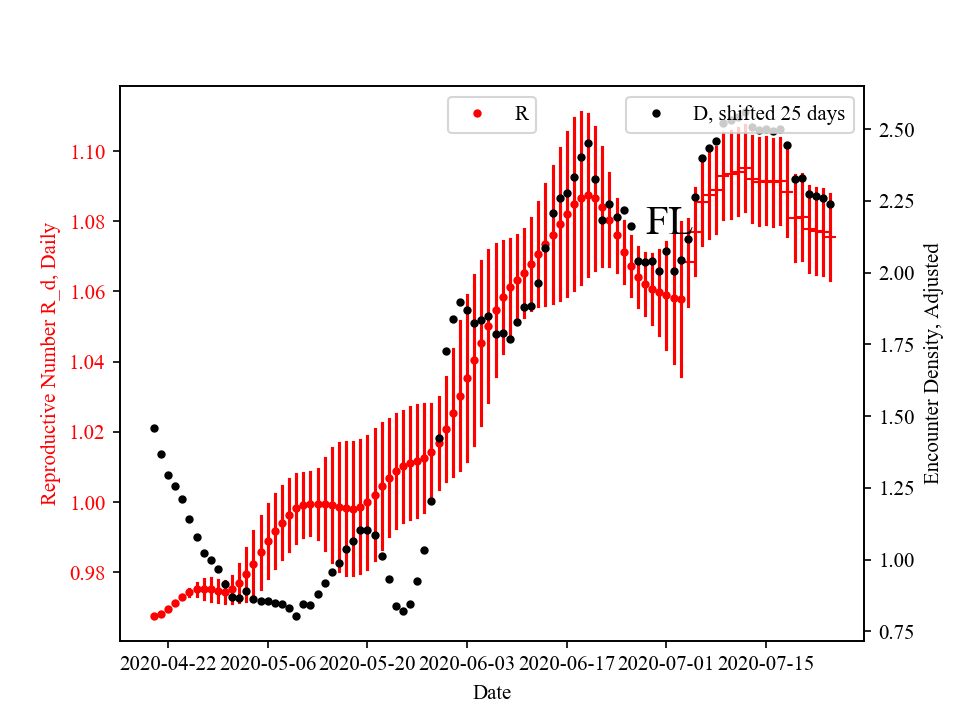 R
D, shifted 25 days
FL
Reproductive Number R_d, Daily
1.10
1.08
1.06
1.04
1.02
1.00
0.98
2.50
2.25
2.00
1.75
1.50
1.25
1.00
0.75
Encounter Density, Adjusted
2020-04-22 2020-05-06 2020-05-20 2020-06-03 2020-06-17 2020-07-01 2020-07-15
Date